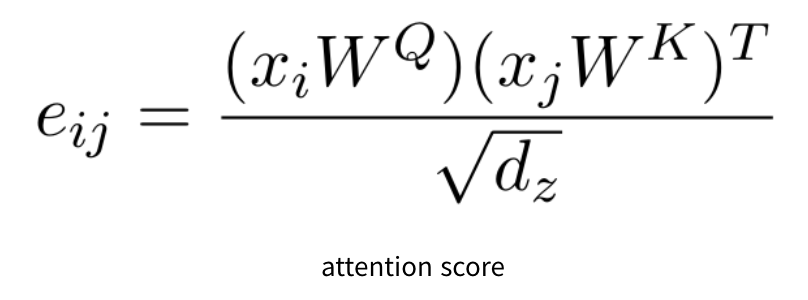 e_{ij} = \frac{(x_i W^Q)(x_j W^K)^T}{\sqrt{d_z}}
attention score